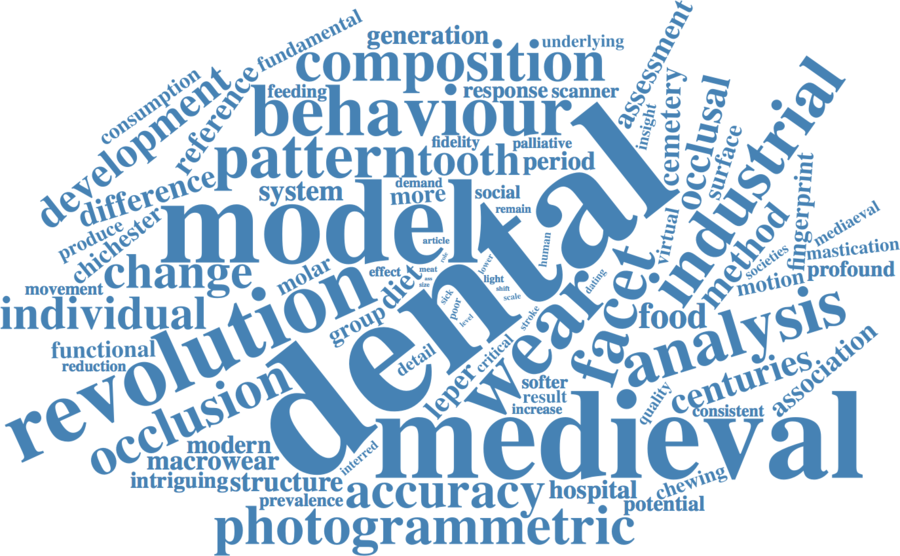 generation
underlying
fundamental
composition
assessment
consumption
development
reference
feeding
response
scanner
behaviour
insight
cemetery
occlusal
industrial
fidelity
palliative
pattern
tooth
period
surface
difference
system
demand
more
social
remain
model
dental
virtual
method
societies
fingerprint
mediaeval
mastication
motion
profound
produce
chichester
change
molar
article
role
human
lower
movement
effect
meat
size
diet
light
shift
scale
dating
individual
revolution
group
sick
poor
level
stroke
wear
facet
food
analysis
functional
reduction
detail
critical
leper
softer
result
increase
quality
centuries
consistent
association
occlusion
medieval
modern
macrowear
intriguing
structure
interred
prevalence
accuracy
hospital
chewing
potential
photogrammetric